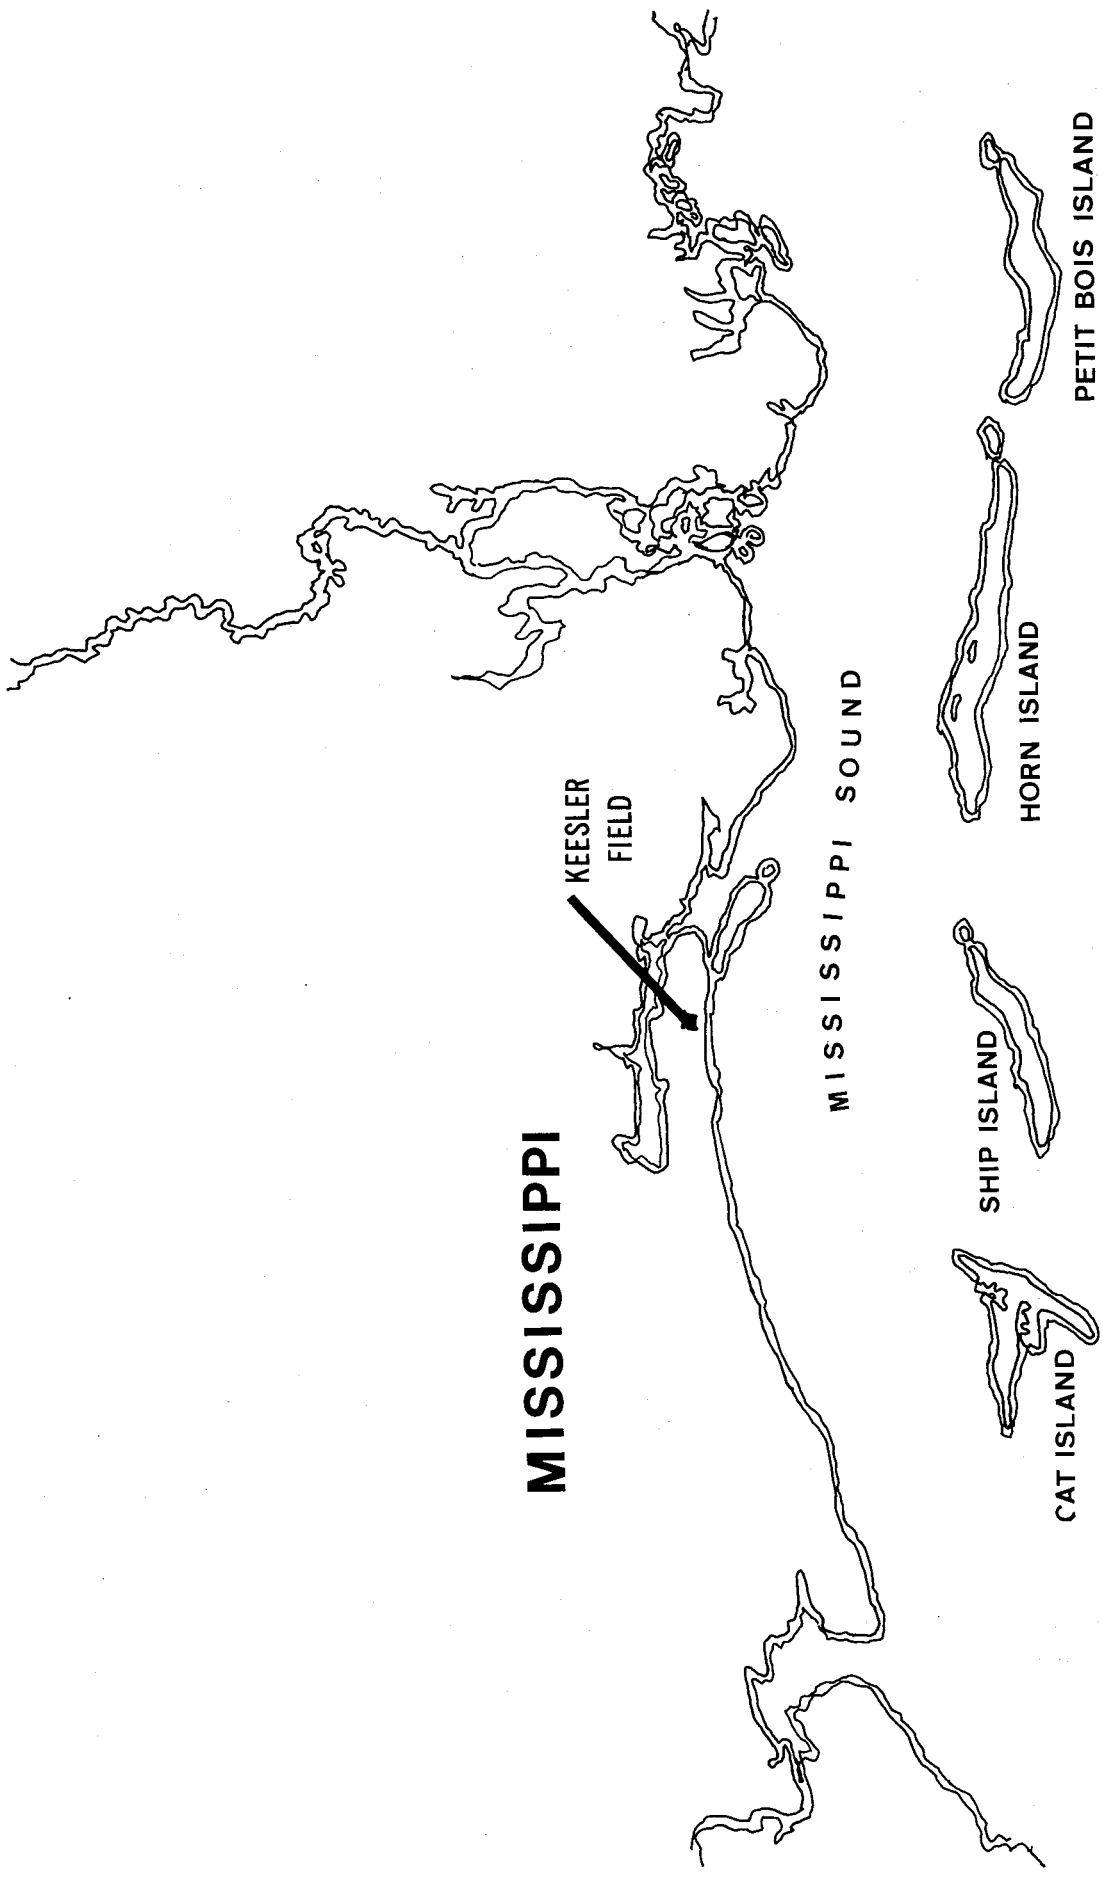 MISSISSIPPI
KEESLER
FIELD
MISSISSIPPI SOUND
CAT ISLAND
SHIP ISLAND
HORN ISLAND
PETIT BOIS ISLAND